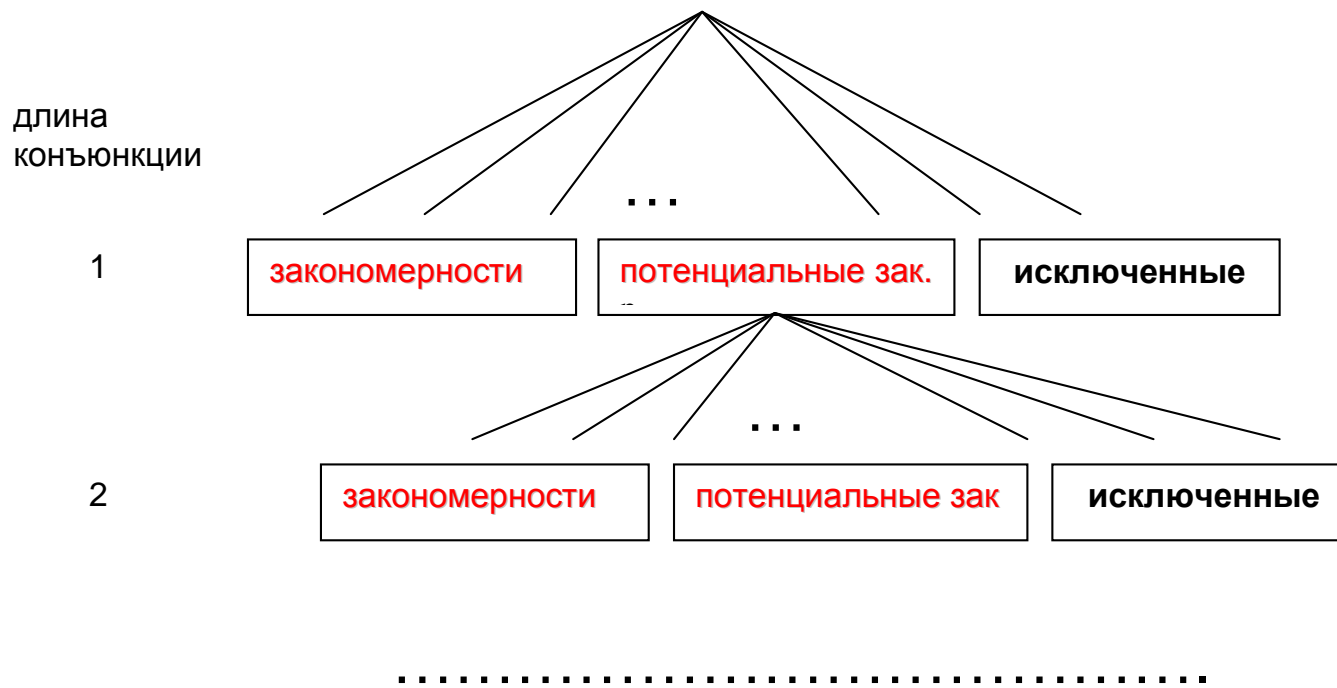 длина
конъюнкции
...
1
закономерности
потенциальные зак.
исключенные
...
2
закономерности
потенциальные зак
исключенные